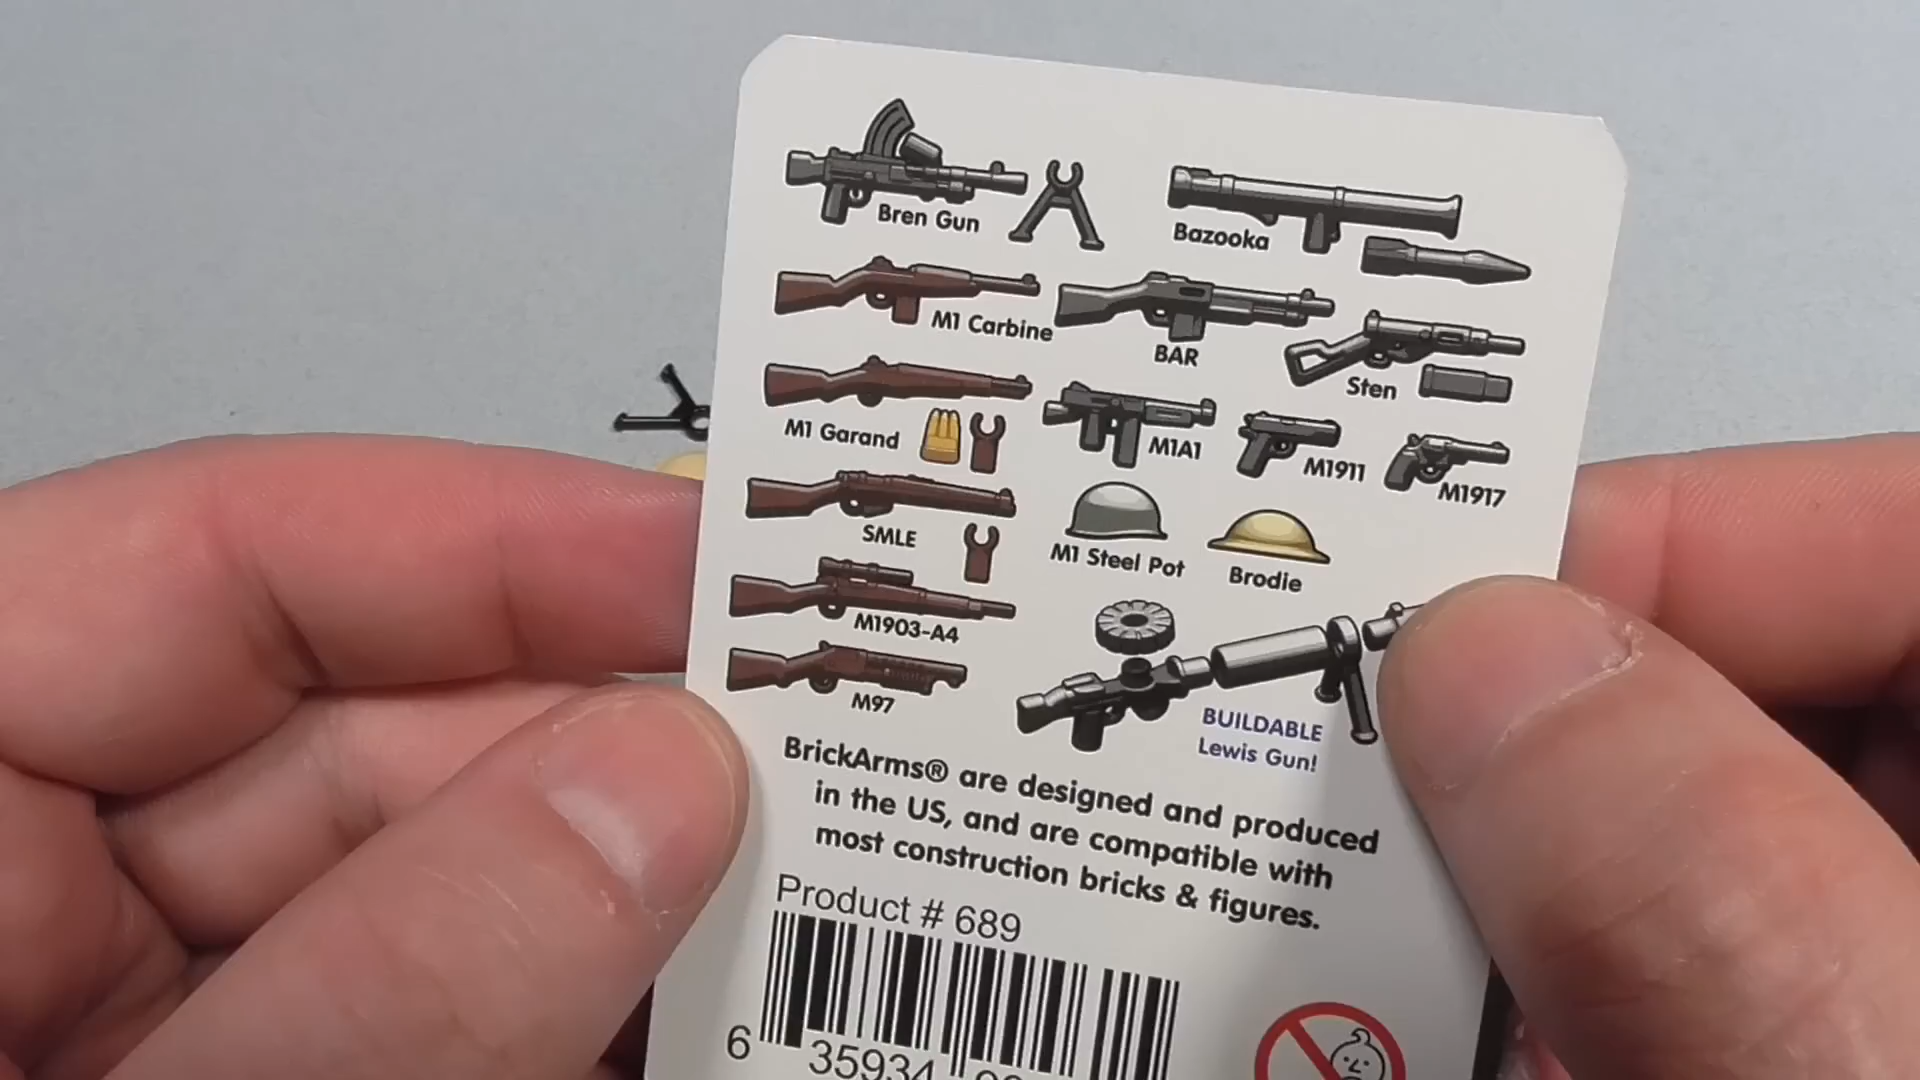 Bren Gun
Bazooka
M1 Carbine
BAR
Sten
M1 Garand
M1A1
M1911
M1917
SMLE
M1 Steel Pot
Brodie
M1903-A4
M97
BUILDABLE
Lewis Gun!
BrickArms® are designed and produced
in the US, and are compatible with
most construction bricks & figures.
Product # 689
6 35934